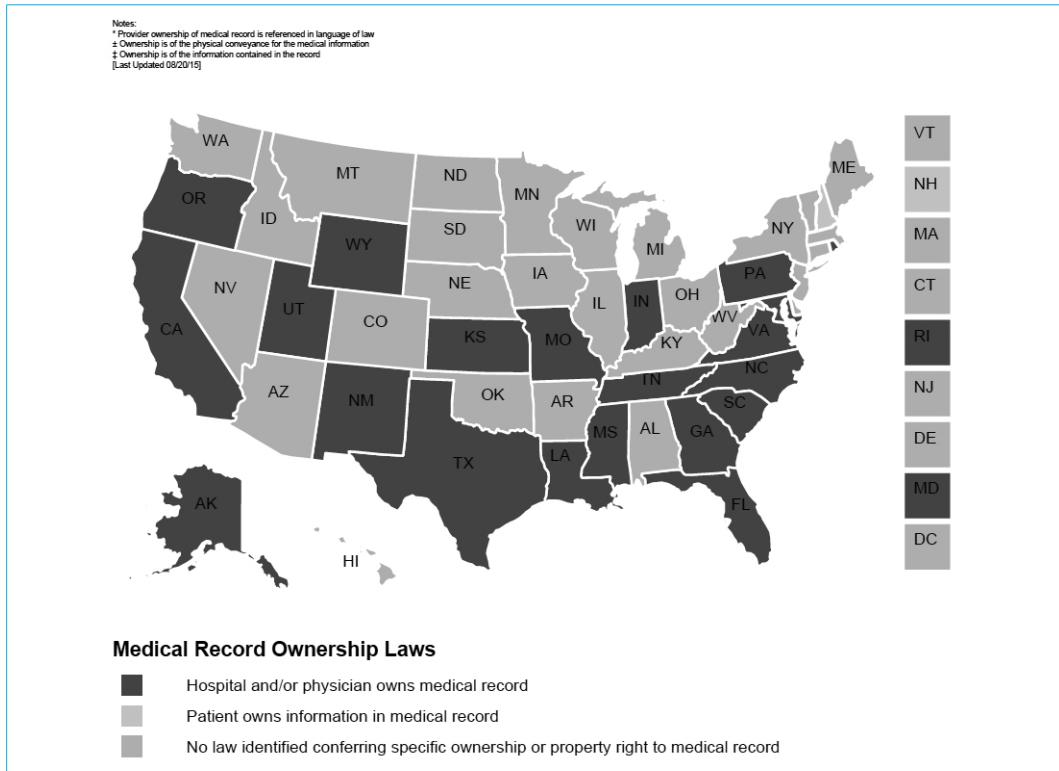 Notes:
* Provider ownership of medical record is referenced in language of law
± Ownership is of the physical conveyance for the medical information
‡ Ownership is of the information contained in the record
[Last Updated 08/20/15]
WA
MT
ND
MN
ME
VT
OR
ID
SD
WI
MI
NY
NH
WY
NE
IA
PA
MA
NV
UT
CO
IL
IN
OH
WV
VA
CT
CA
KS
MO
KY
RI
AZ
NM
OK
AR
TN
NC
SC
NJ
TX
LA
MS
AL
GA
DE
AK
FL
MD
HI
DC
Medical Record Ownership Laws
Hospital and/or physician owns medical record
Patient owns information in medical record
No law identified conferring specific ownership or property right to medical record